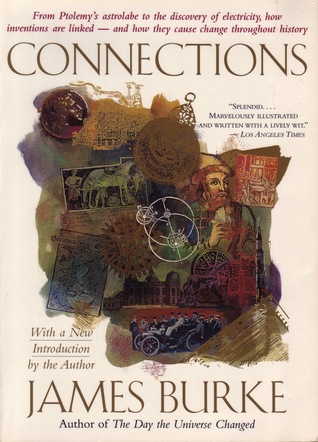 From Ptolemy's astrolabe to the discovery of electricity, how
inventions are linked — and how they cause change throughout history
CONNECTIONS
"SPLENDID. . . .
MARVELOUSLY ILLUSTRATED
AND WRITTEN WITH A LIVELY WIT."
— LOS ANGELES TIMES
With a New
Introduction
by the Author
JAMES BURKE
Author of The Day the Universe Changed